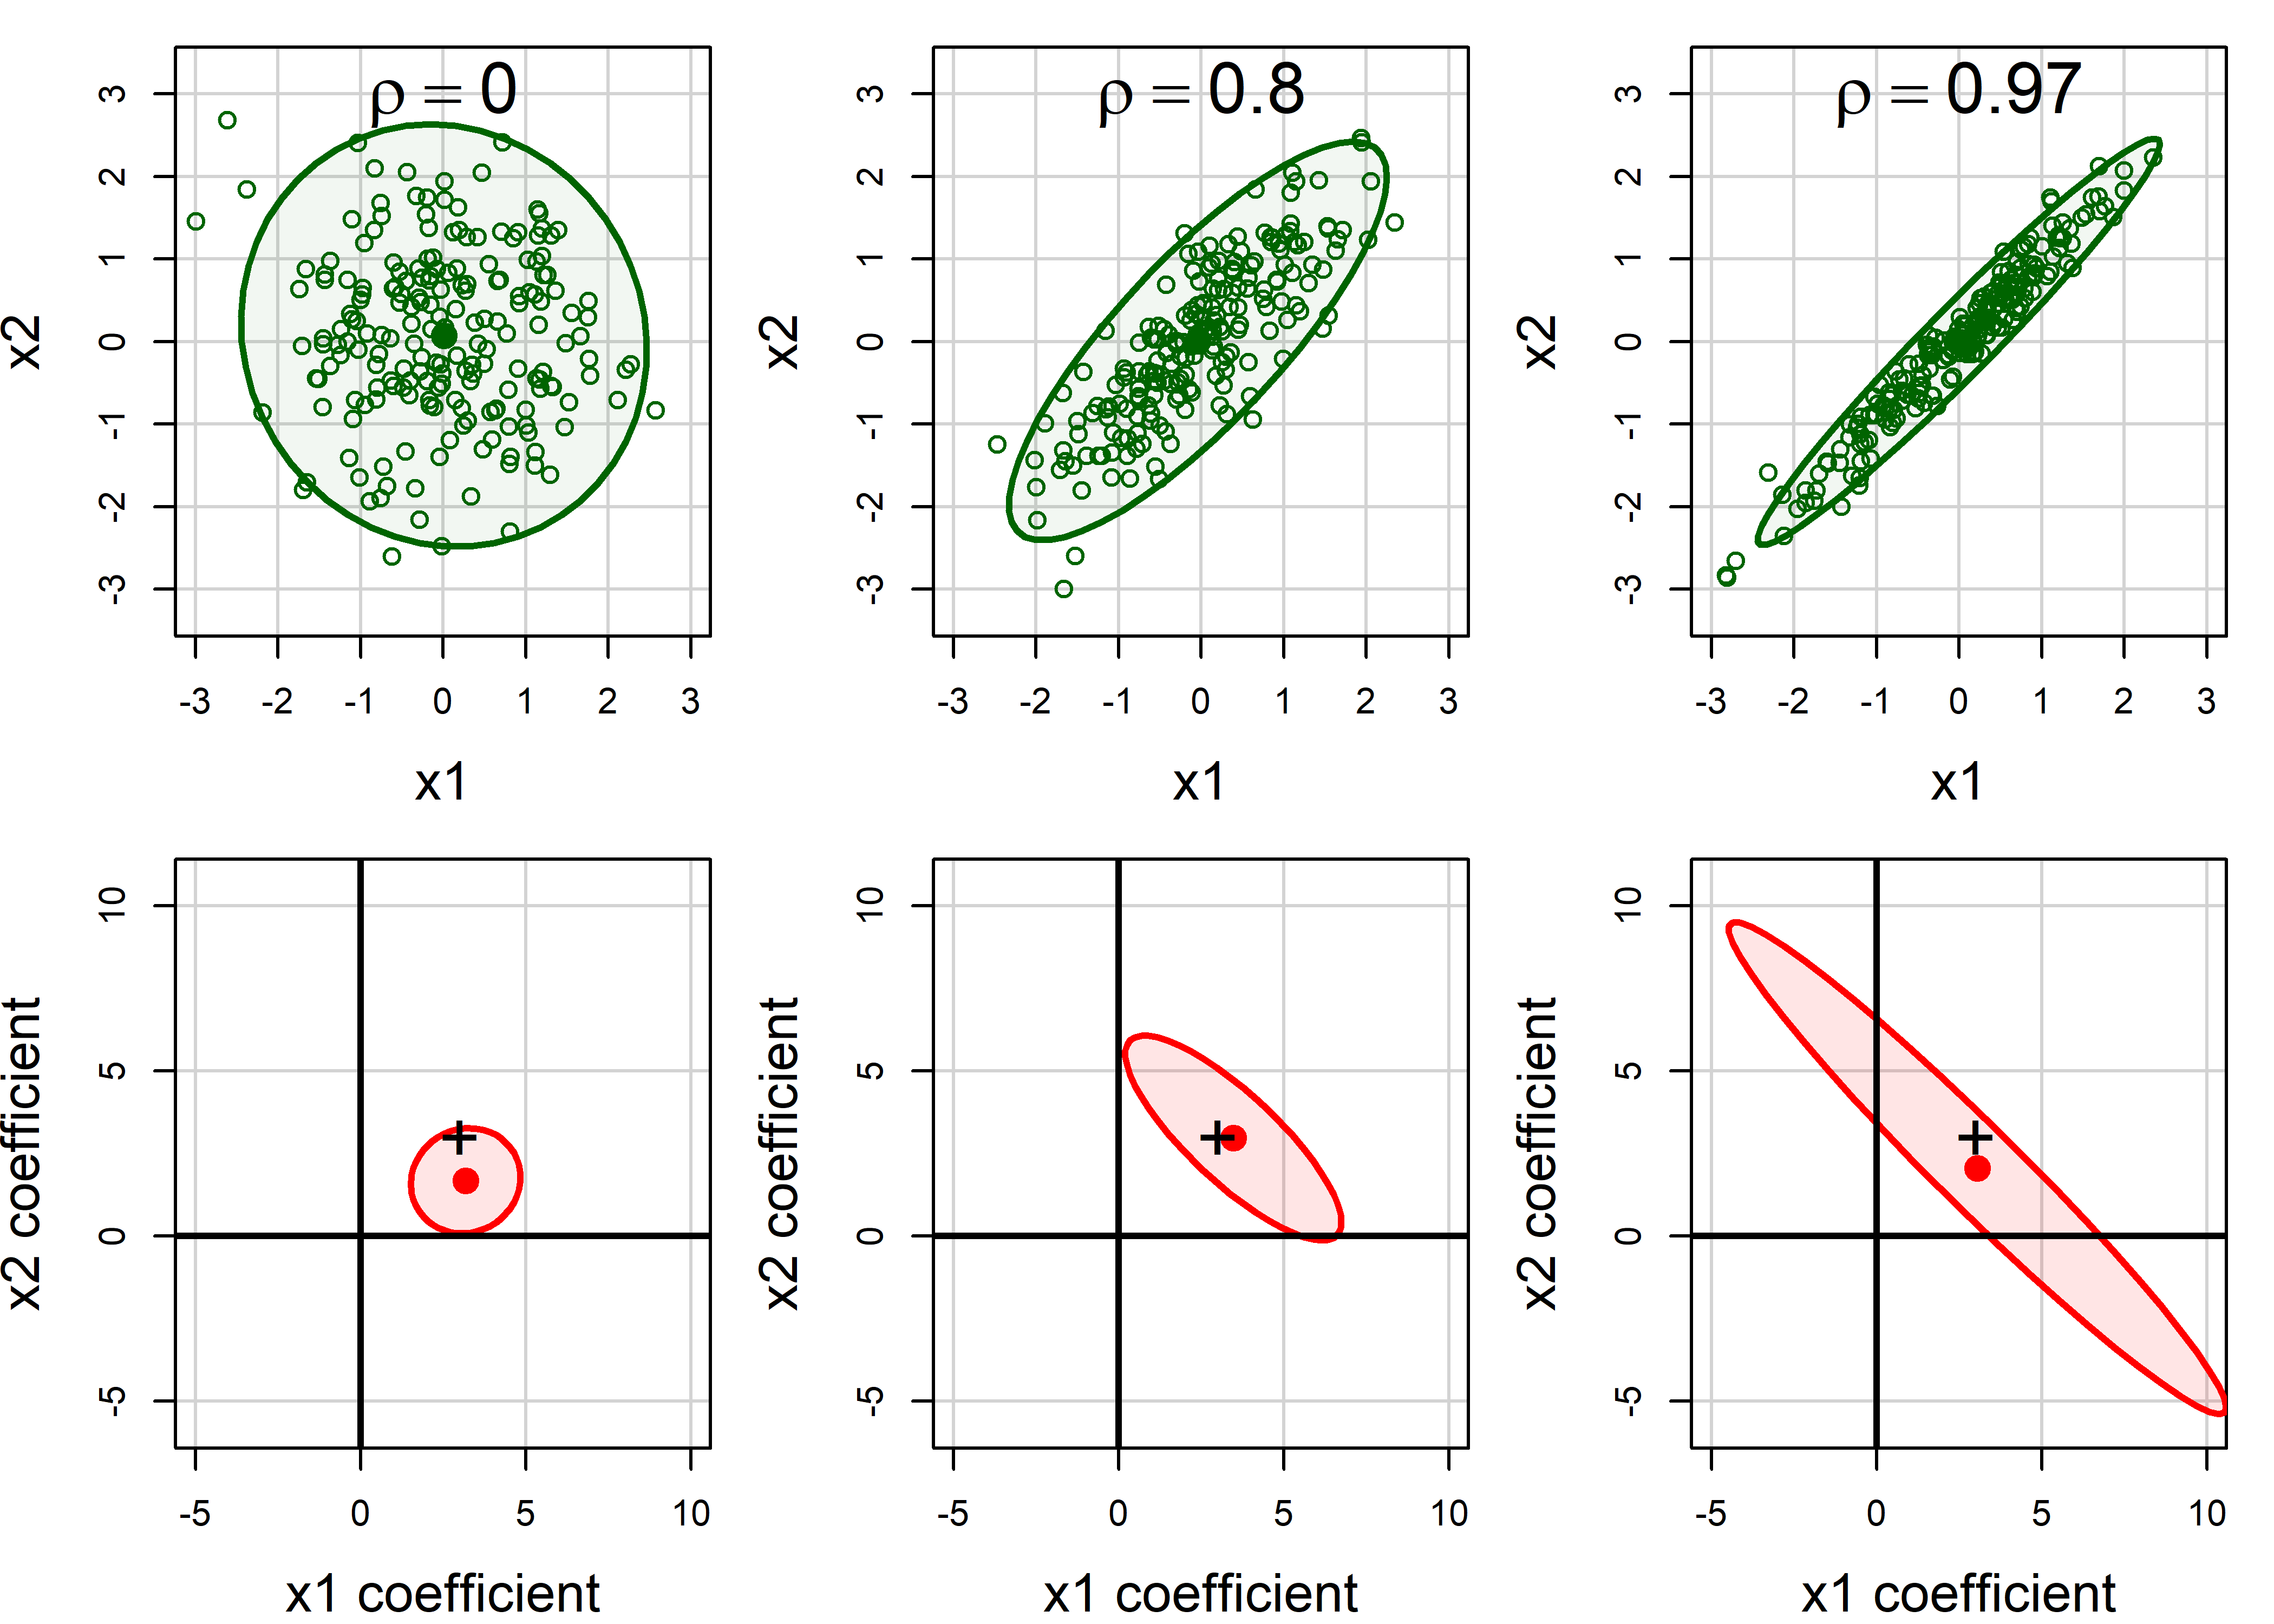 ρ = 0
3
2
1
0
-1
-2
-3
x2
-3 -2 -1 0 1 2 3
x1
ρ = 0.8
3
2
1
0
-1
-2
-3
x2
-3 -2 -1 0 1 2 3
x1
ρ = 0.97
3
2
1
0
-1
-2
-3
x2
-3 -2 -1 0 1 2 3
x1
10
5
0
-5
x2 coefficient
-5 0 5 10
x1 coefficient
10
5
0
-5
x2 coefficient
-5 0 5 10
x1 coefficient
10
5
0
-5
x2 coefficient
-5 0 5 10
x1 coefficient